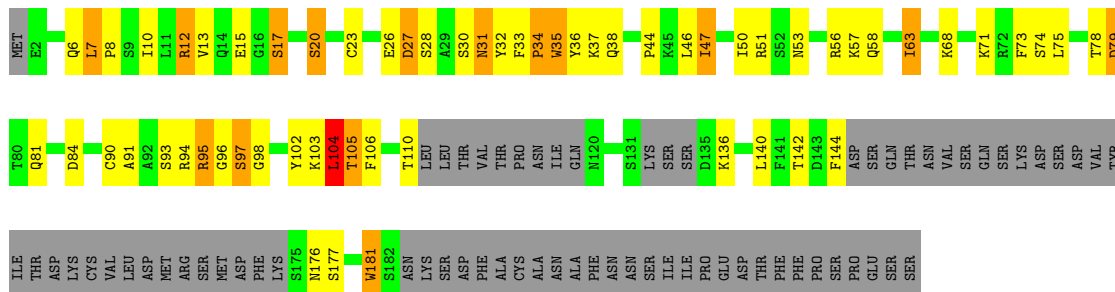 MET E2 Q6 L7 P8 S9 I10 L11 R12 V13 Q14 E15 G16 S17 S20 C23 E26 D27 S28 A29 S30 N31 Y32 F33 P34 W35 Y36 K37 Q38 P44 K45 L46 I47 I50 R51 S52 N53 R56 K57 Q58 I63 K68 K71 R72 F73 S74 L75 T78
T80 Q81 D84 C90 A91 A92 S93 R94 R95 G96 S97 G98 Y102 K103 L104 T105 F106 T110 LEU LEU THR VAL THR PRO ASN ILE GLN N120 S131 LYS SER SER D135 K136 L140 F141 T142 D143 F144 ASP SER GLN THR ASN VAL SER GLN SER LYS ASP SER ASP VAL TYR
ILE THR ASP LYS CYS VAL LEU ASP MET ARG SER MET ASP PHE LYS S175 N176 S177 W181 S182 ASN LYS SER ASP PHE ALA CYS ALA ASN ALA PHE ASN ASN SER ILE ILE PRO GLU ASP THR PHE PHE PRO SER PRO GLU SER SER